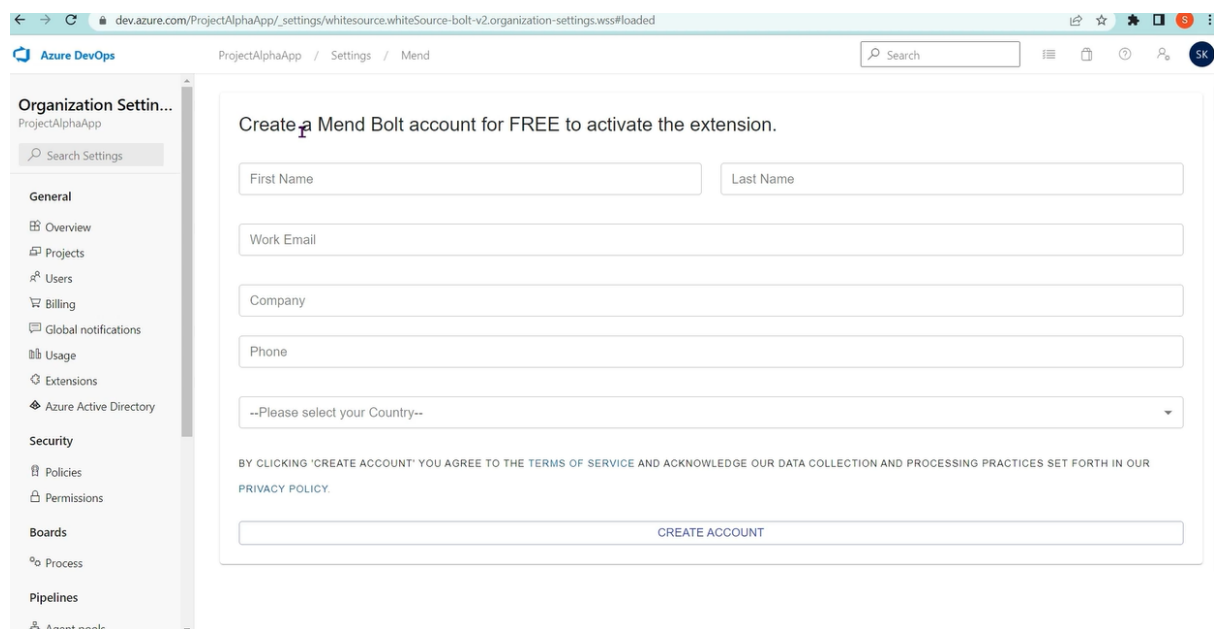 dev.azure.com/ProjectAlphaApp/_settings/whitesource.whiteSource-bolt-v2.organization-settings.wss#loaded
S
Azure DevOps
ProjectAlphaApp / Settings / Mend
Search
SK
Organization Settin...
ProjectAlphaApp
Search Settings
General
Overview
Projects
Users
Billing
Global notifications
Usage
Extensions
Azure Active Directory
Security
Policies
Permissions
Boards
Process
Pipelines
Agent pools
Create a Mend Bolt account for FREE to activate the extension.
First Name Last Name
Work Email
Company
Phone
--Please select your Country--
BY CLICKING 'CREATE ACCOUNT' YOU AGREE TO THE TERMS OF SERVICE AND ACKNOWLEDGE OUR DATA COLLECTION AND PROCESSING PRACTICES SET FORTH IN OUR
PRIVACY POLICY.
CREATE ACCOUNT